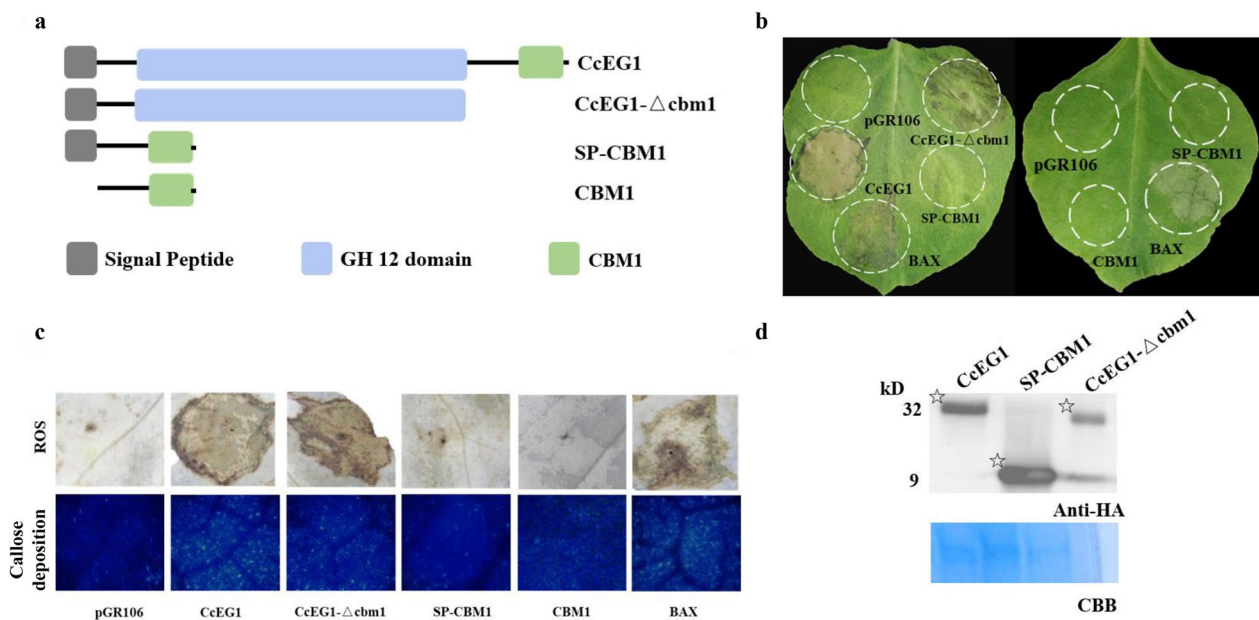 a
CcEG1
CcEG1-△cbm1
SP-CBM1
CBM1
Signal Peptide
GH 12 domain
CBM1
b
pGR106
CcEG1-△cbm1
CcEG1
SP-CBM1
BAX
pGR106
SP-CBM1
CBM1
BAX
c
ROS
Callose
deposition
pGR106
CcEG1
CcEG1-△cbm1
SP-CBM1
CBM1
BAX
d
kD
CcEG1
SP-CBM1
CcEG1-△cbm1
32
9
Anti-HA
CBB